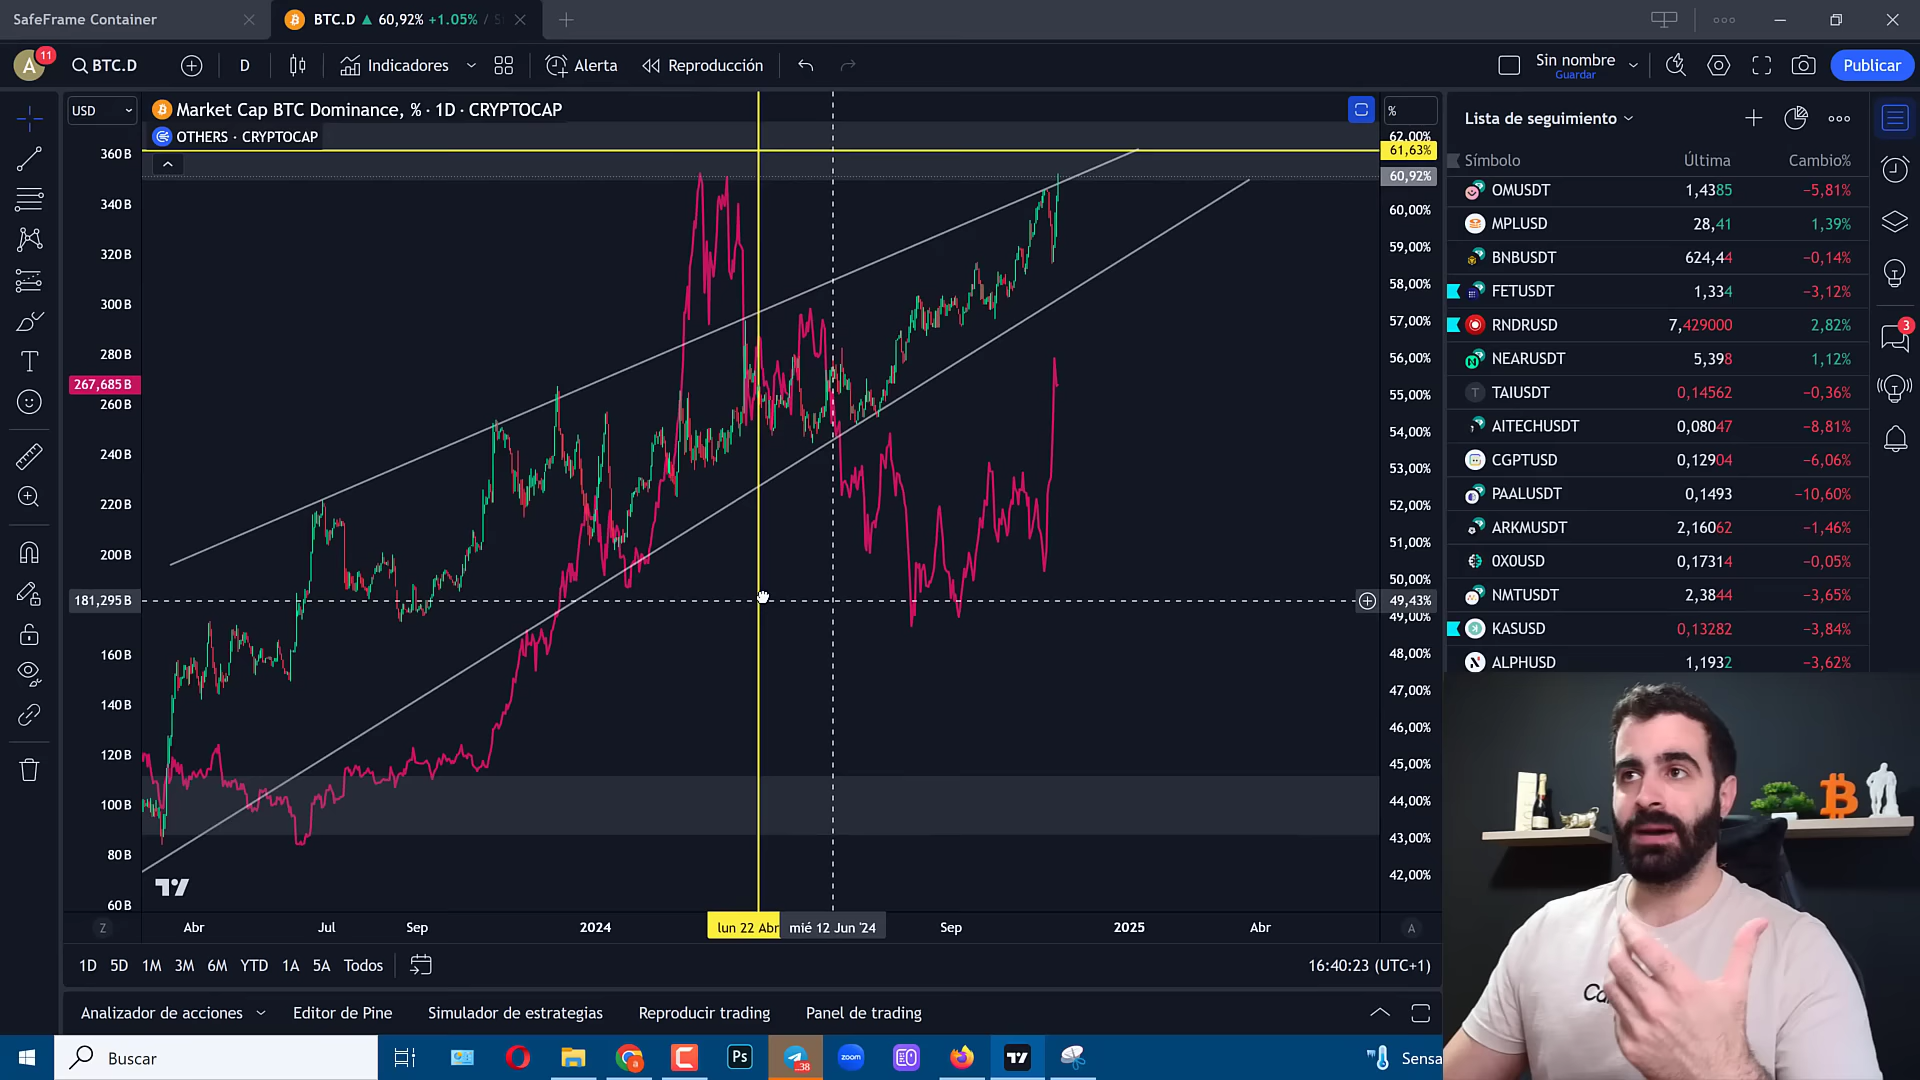 SafeFrame Container
BTC.D ▲ 60,92% +1.05% / S
A 11 BTC.D D Indicadores Alerta Reproducción Sin nombre Guardar Publicar
USD Market Cap BTC Dominance, % · 1D · CRYPTOCAP %
OTHERS · CRYPTOCAP
360 B
340 B
320 B
300 B
280 B
267,685 B
260 B
240 B
220 B
200 B
181,295 B
160 B
140 B
120 B
100 B
80 B
60 B
62,00%
61,63%
60,92%
60,00%
59,00%
58,00%
57,00%
56,00%
55,00%
54,00%
53,00%
52,00%
51,00%
50,00%
49,43%
49,00%
48,00%
47,00%
46,00%
45,00%
44,00%
43,00%
42,00%
Z Abr Jul Sep 2024 lun 22 Abr mié 12 Jun '24 Sep 2025 Abr A
1D 5D 1M 3M 6M YTD 1A 5A Todos 16:40:23 (UTC+1)
Analizador de acciones Editor de Pine Simulador de estrategias Reproducir trading Panel de trading
Lista de seguimiento
Símbolo Última Cambio%
OMUSDT 1,4385 −5,81%
MPLUSD 28,41 1,39%
BNBUSDT 624,44 −0,14%
FETUSDT 1,334 −3,12%
RNDRUSD 7,429000 2,82%
NEARUSDT 5,398 1,12%
T TAIUSDT 0,14562 −0,36%
AITECHUSDT 0,08047 −8,81%
CGPTUSD 0,12904 −6,06%
PAALUSDT 0,1493 −10,60%
ARKMUSDT 2,16062 −1,46%
0X0USD 0,17314 −0,05%
NMTUSDT 2,3844 −3,65%
KASUSD 0,13282 −3,84%
ALPHUSD 1,1932 −3,62%
3
Buscar
Ps
38
zoom
Sensa